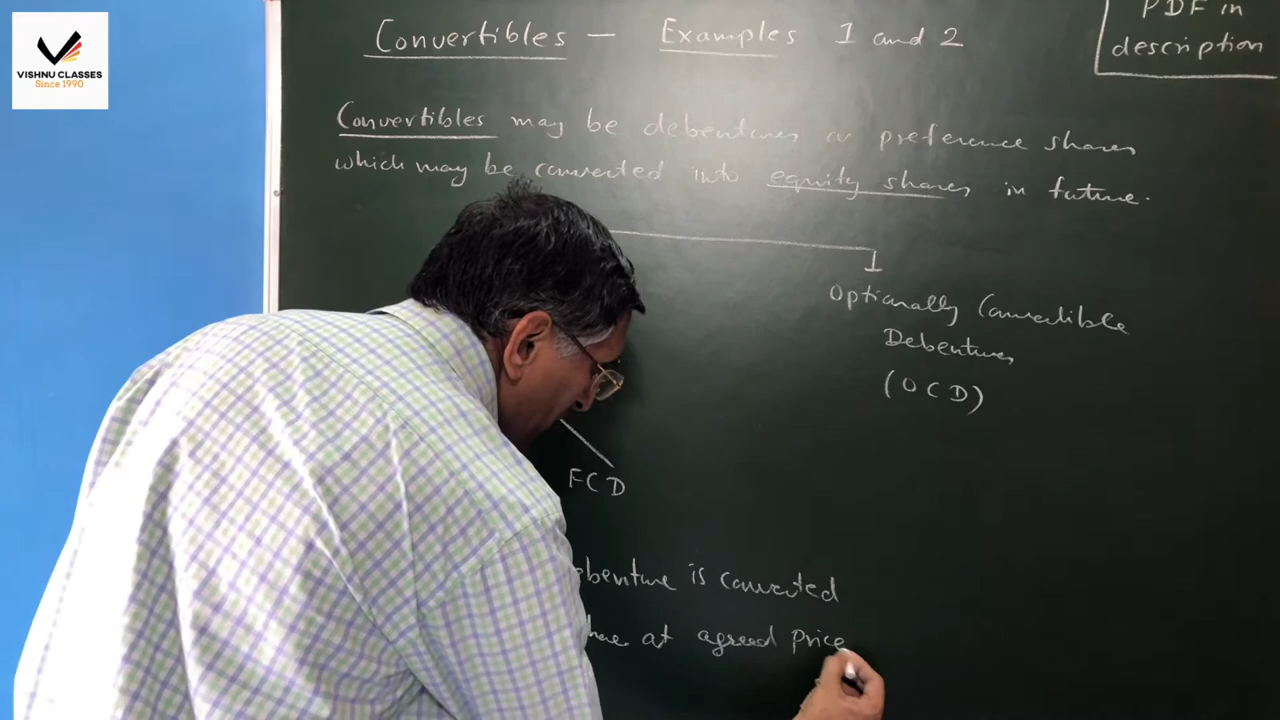 VISHNU CLASSES
Since 1990
Convertibles — Examples 1 and 2
PDF in
description
Convertibles may be debentures or preference shares
which may be converted into equity shares in future.
Optionally Convertible
Debentures
(OCD)
FCD
ebenture is converted
hare at agreed price